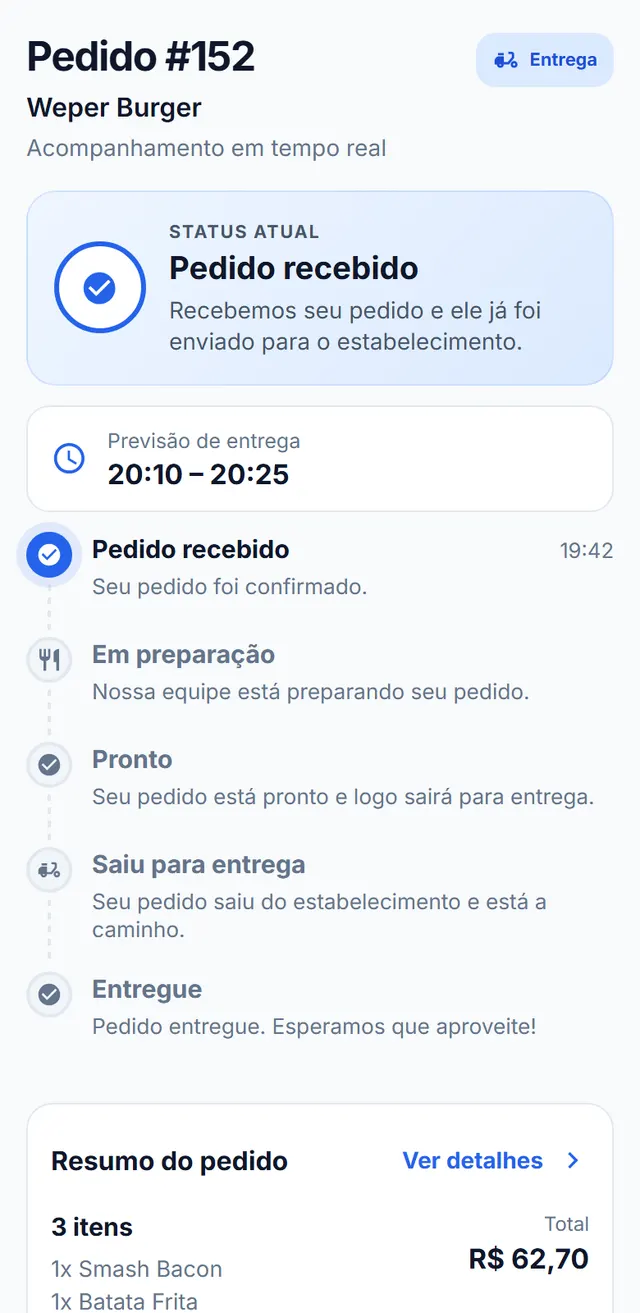 Pedido #152
Entrega
Weper Burger
Acompanhamento em tempo real
STATUS ATUAL
Pedido recebido
Recebemos seu pedido e ele já foi
enviado para o estabelecimento.
Previsão de entrega
20:10 – 20:25
Pedido recebido
19:42
Seu pedido foi confirmado.
Em preparação
Nossa equipe está preparando seu pedido.
Pronto
Seu pedido está pronto e logo sairá para entrega.
Saiu para entrega
Seu pedido saiu do estabelecimento e está a
caminho.
Entregue
Pedido entregue. Esperamos que aproveite!
Resumo do pedido
Ver detalhes
3 itens
Total
R$ 62,70
1x Smash Bacon
1x Batata Frita